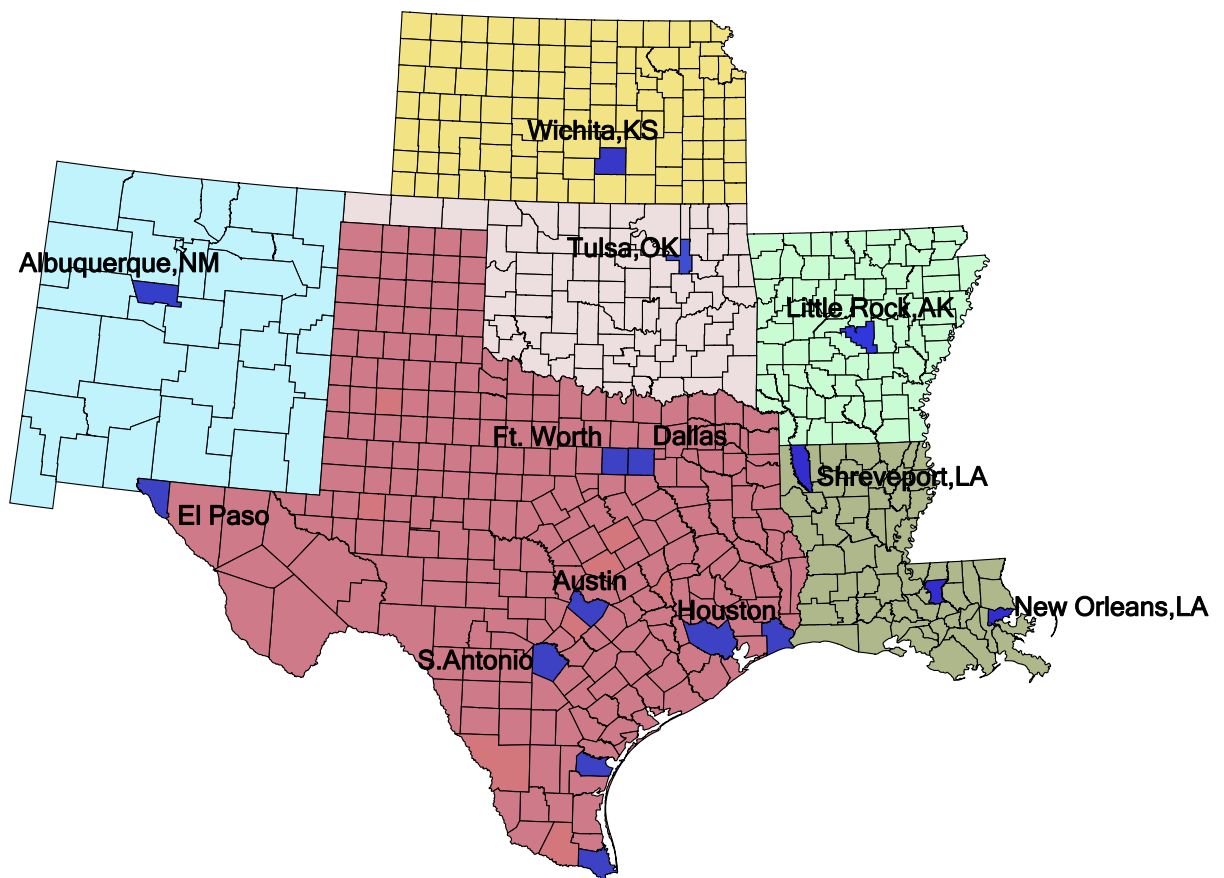 Wichita,KS
Tulsa,OK
Albuquerque,NM
Little Rock,AK
Ft. Worth
Dallas
Shreveport,LA
El Paso
Austin
Houston
New Orleans,LA
S.Antonio